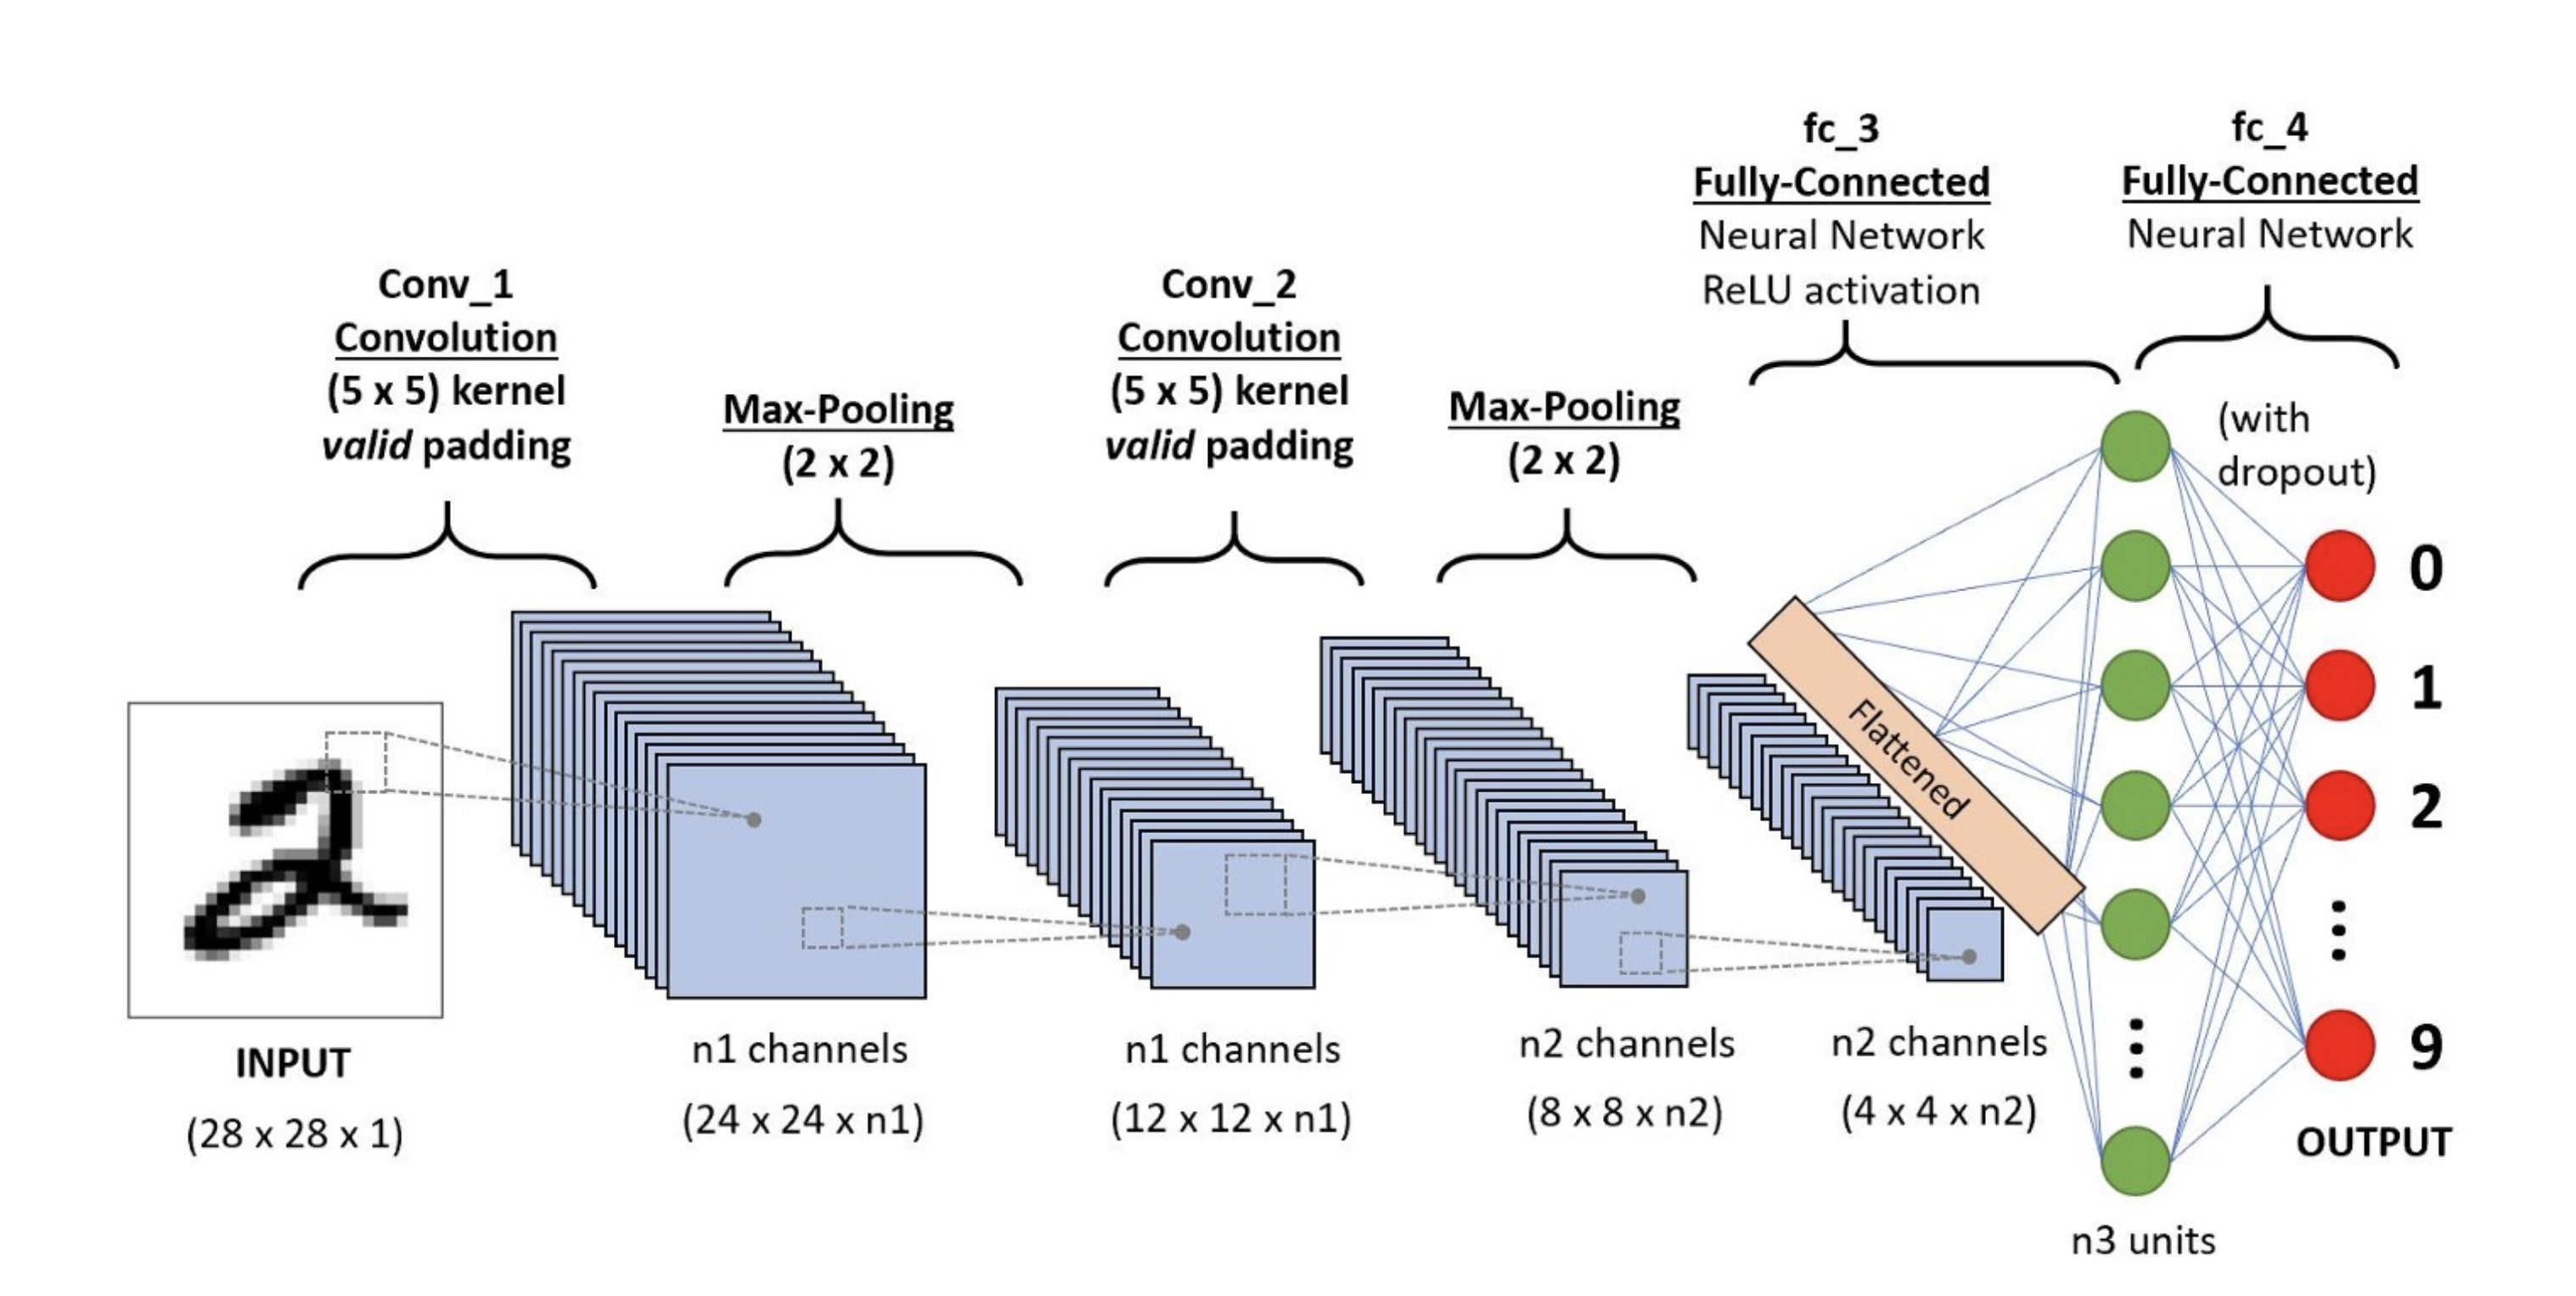 Conv_1
Convolution
(5 x 5) kernel
valid padding
Max-Pooling
(2 x 2)
Conv_2
Convolution
(5 x 5) kernel
valid padding
Max-Pooling
(2 x 2)
fc_3
Fully-Connected
Neural Network
ReLU activation
fc_4
Fully-Connected
Neural Network
(with
dropout)
Flattened
0
1
2
9
INPUT
(28 x 28 x 1)
n1 channels
(24 x 24 x n1)
n1 channels
(12 x 12 x n1)
n2 channels
(8 x 8 x n2)
n2 channels
(4 x 4 x n2)
OUTPUT
n3 units